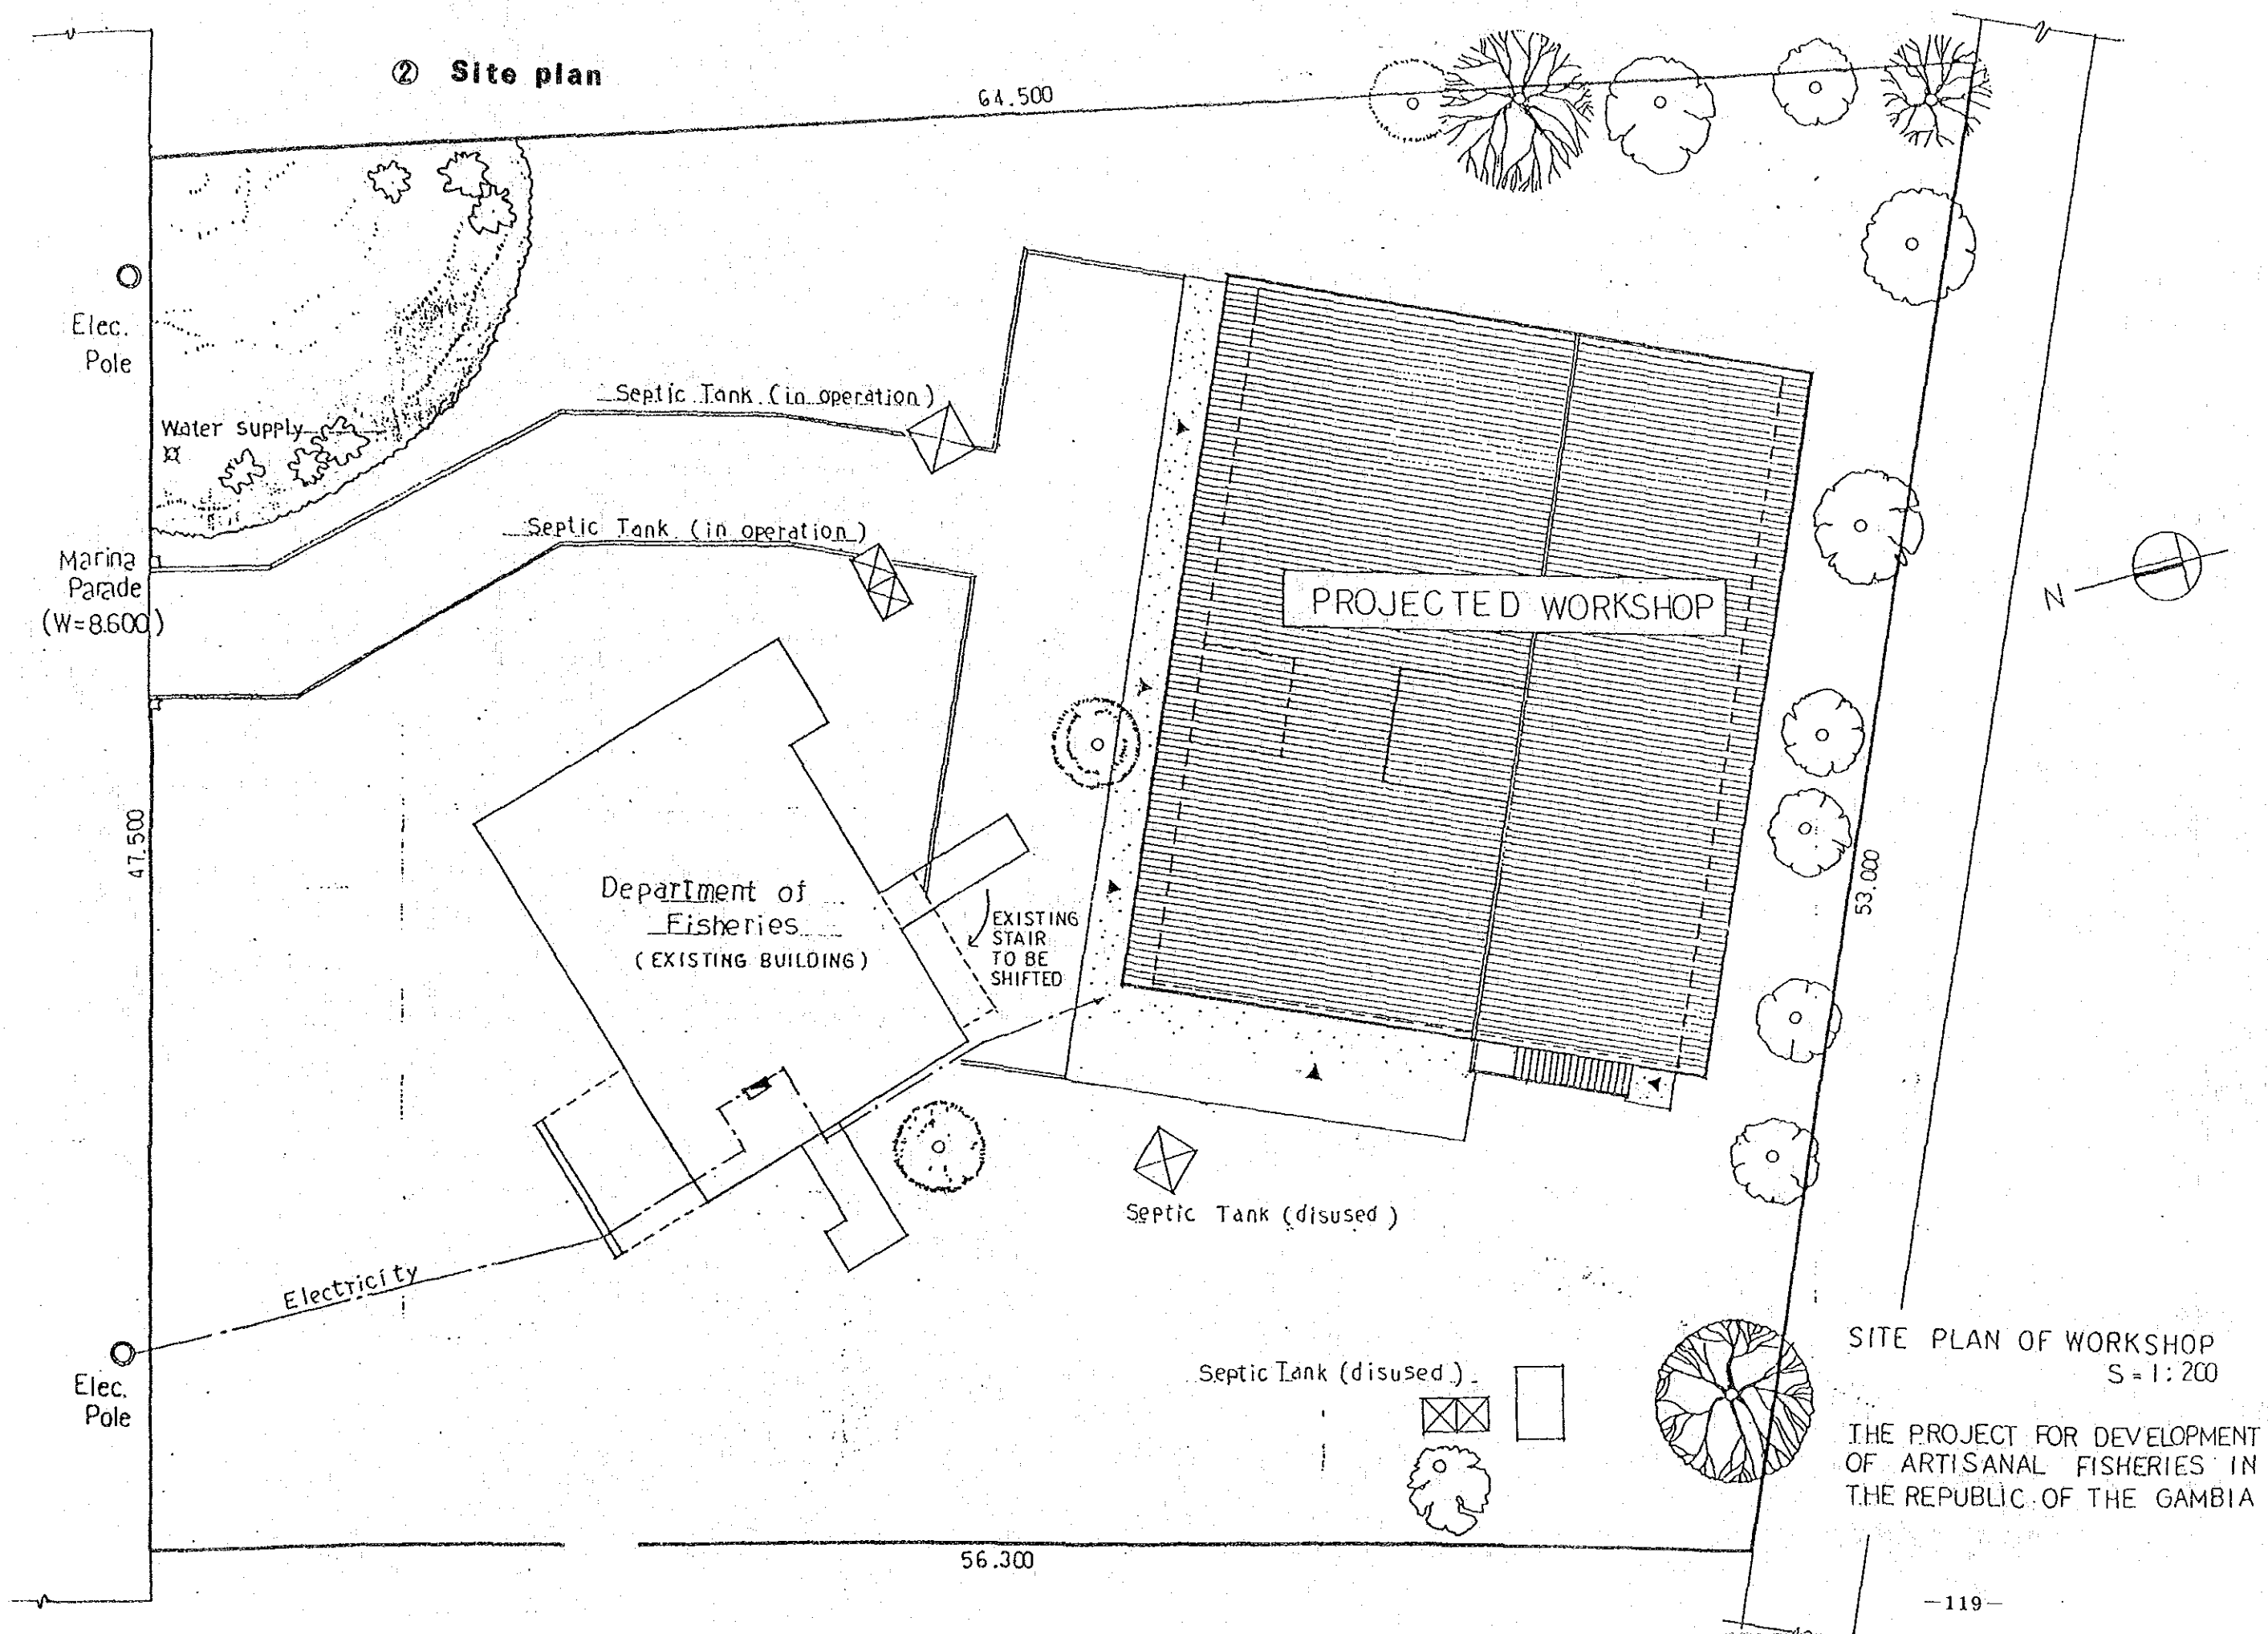 ② Site plan
64.500
Elec.
Pole
Septic Tank (in operation)
Water supply
Septic Tank (in operation)
Marina
Parade
(W=8.600)
N
PROJECTED WORKSHOP
47.500
53.000
Department of
Fisheries
(EXISTING BUILDING)
EXISTING
STAIR
TO BE
SHIFTED
Septic Tank (disused)
Electricity
Elec.
Pole
Septic Tank (disused)
SITE PLAN OF WORKSHOP
S=1:200
THE PROJECT FOR DEVELOPMENT
OF ARTISANAL FISHERIES IN
THE REPUBLIC OF THE GAMBIA
56.300
-119-